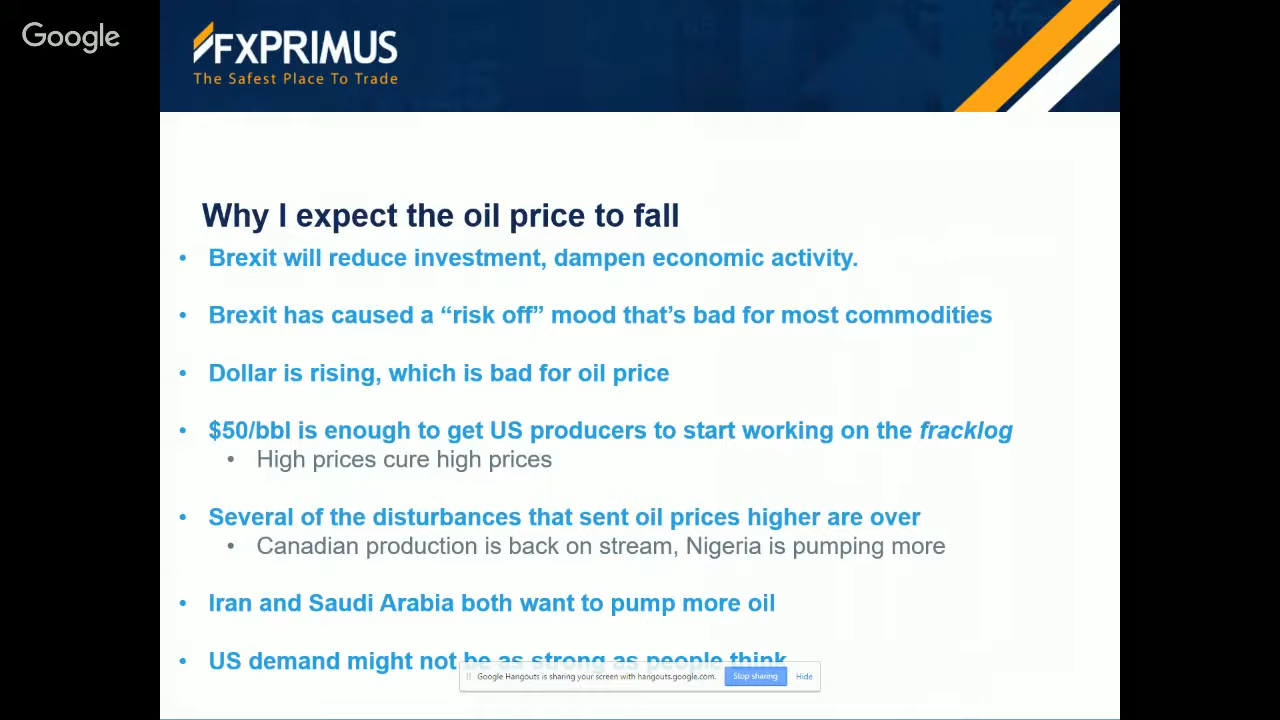 Google
FXPRIMUS
The Safest Place To Trade
Why I expect the oil price to fall
• Brexit will reduce investment, dampen economic activity.
• Brexit has caused a “risk off” mood that’s bad for most commodities
• Dollar is rising, which is bad for oil price
• $50/bbl is enough to get US producers to start working on the fracklog
• High prices cure high prices
• Several of the disturbances that sent oil prices higher are over
• Canadian production is back on stream, Nigeria is pumping more
• Iran and Saudi Arabia both want to pump more oil
• US demand might not be as strong as people think
Google Hangouts is sharing your screen with hangouts.google.com. Stop sharing Hide